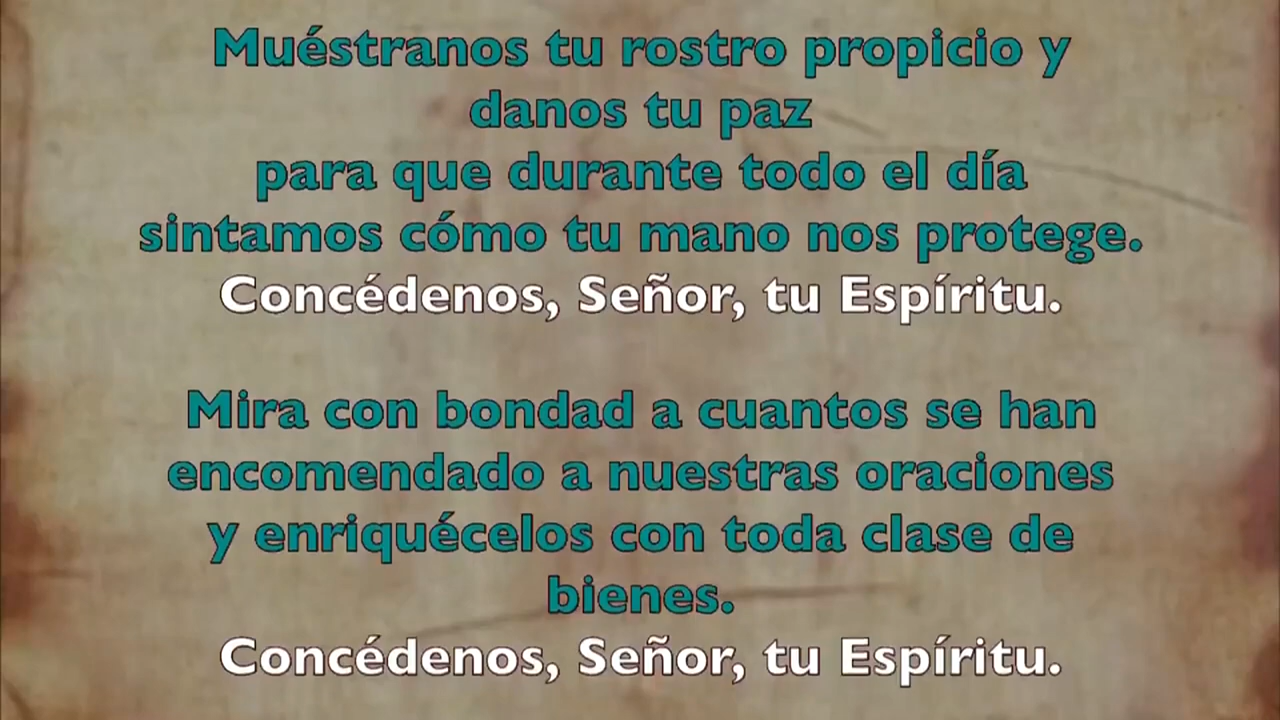 Muéstranos tu rostro propicio y
danos tu paz
para que durante todo el día
sintamos cómo tu mano nos protege.
Concédenos, Señor, tu Espíritu.
Mira con bondad a cuantos se han
encomendado a nuestras oraciones
y enriquécelos con toda clase de
bienes.
Concédenos, Señor, tu Espíritu.